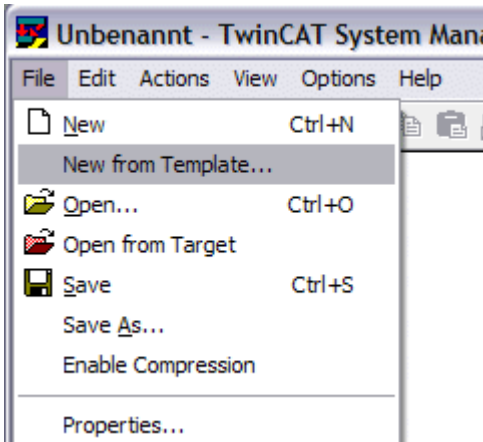 Unbenannt - TwinCAT System
File Edit Actions View Options Help
New Ctrl+N
New from Template...
Open... Ctrl+O
Open from Target
Save Ctrl+S
Save As...
Enable Compression
Properties...